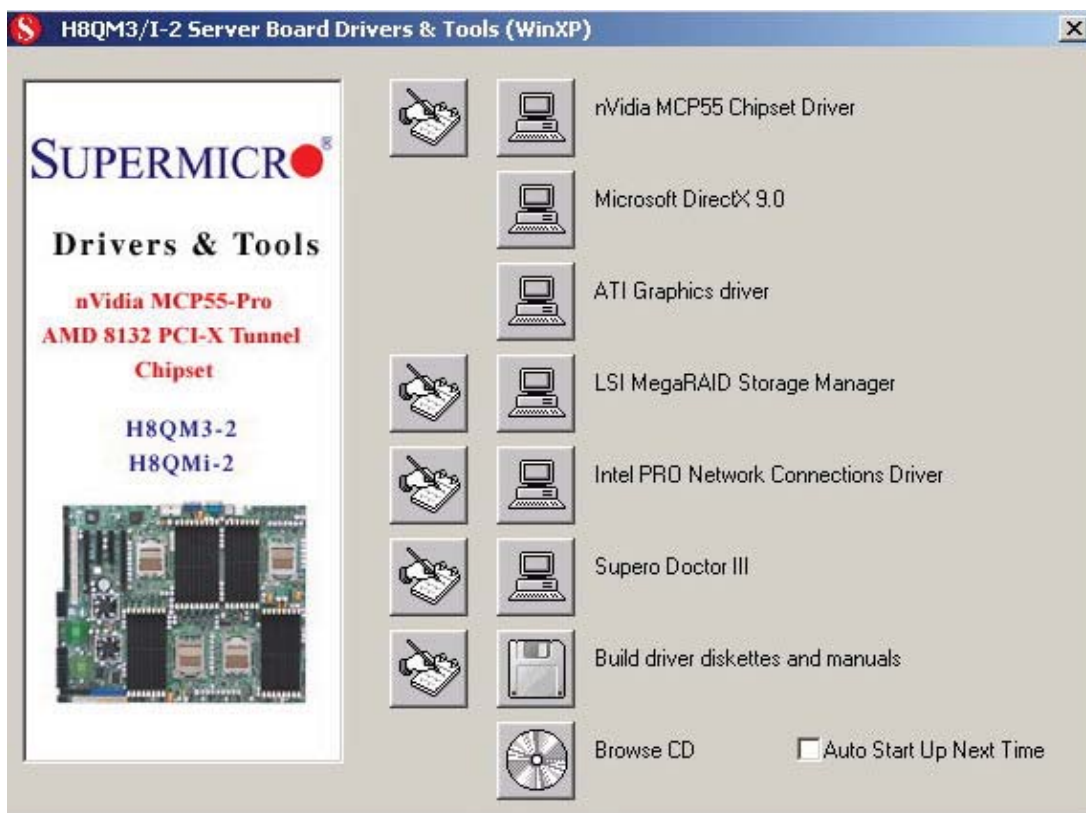 H8QM3/I-2 Server Board Drivers & Tools (WinXP)
SUPERMICRO®
Drivers & Tools
nVidia MCP55-Pro
AMD 8132 PCI-X Tunnel
Chipset
H8QM3-2
H8QMi-2
nVidia MCP55 Chipset Driver
Microsoft DirectX 9.0
ATI Graphics driver
LSI MegaRAID Storage Manager
Intel PRO Network Connections Driver
Supero Doctor III
Build driver diskettes and manuals
Browse CD
Auto Start Up Next Time